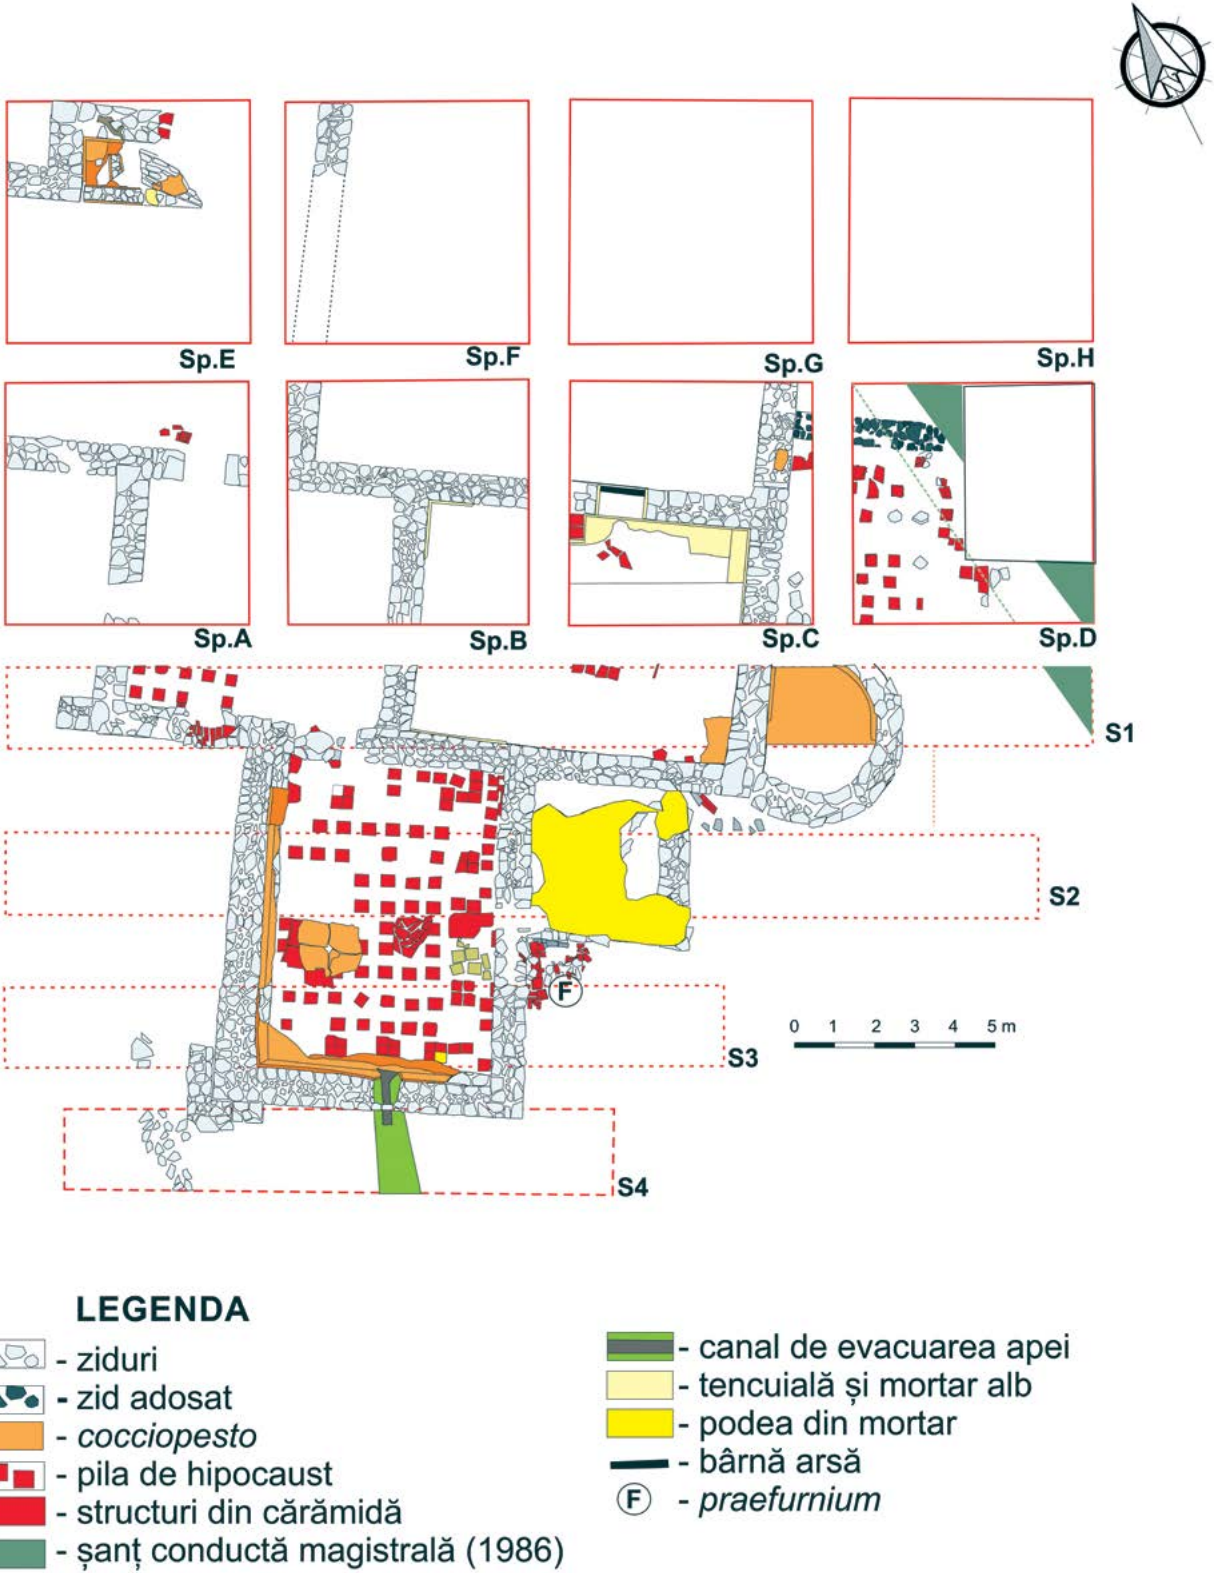 N
Sp.E
Sp.F
Sp.G
Sp.H
Sp.A
Sp.B
Sp.C
Sp.D
S1
S2
F
0 1 2 3 4 5 m
S3
S4
LEGENDA
- ziduri
- zid adosat
- cocciopesto
- pila de hipocaust
- structuri din cărămidă
- șanț conductă magistrală (1986)
- canal de evacuarea apei
- tencuială și mortar alb
- podea din mortar
- bârnă arsă
F - praefurnium